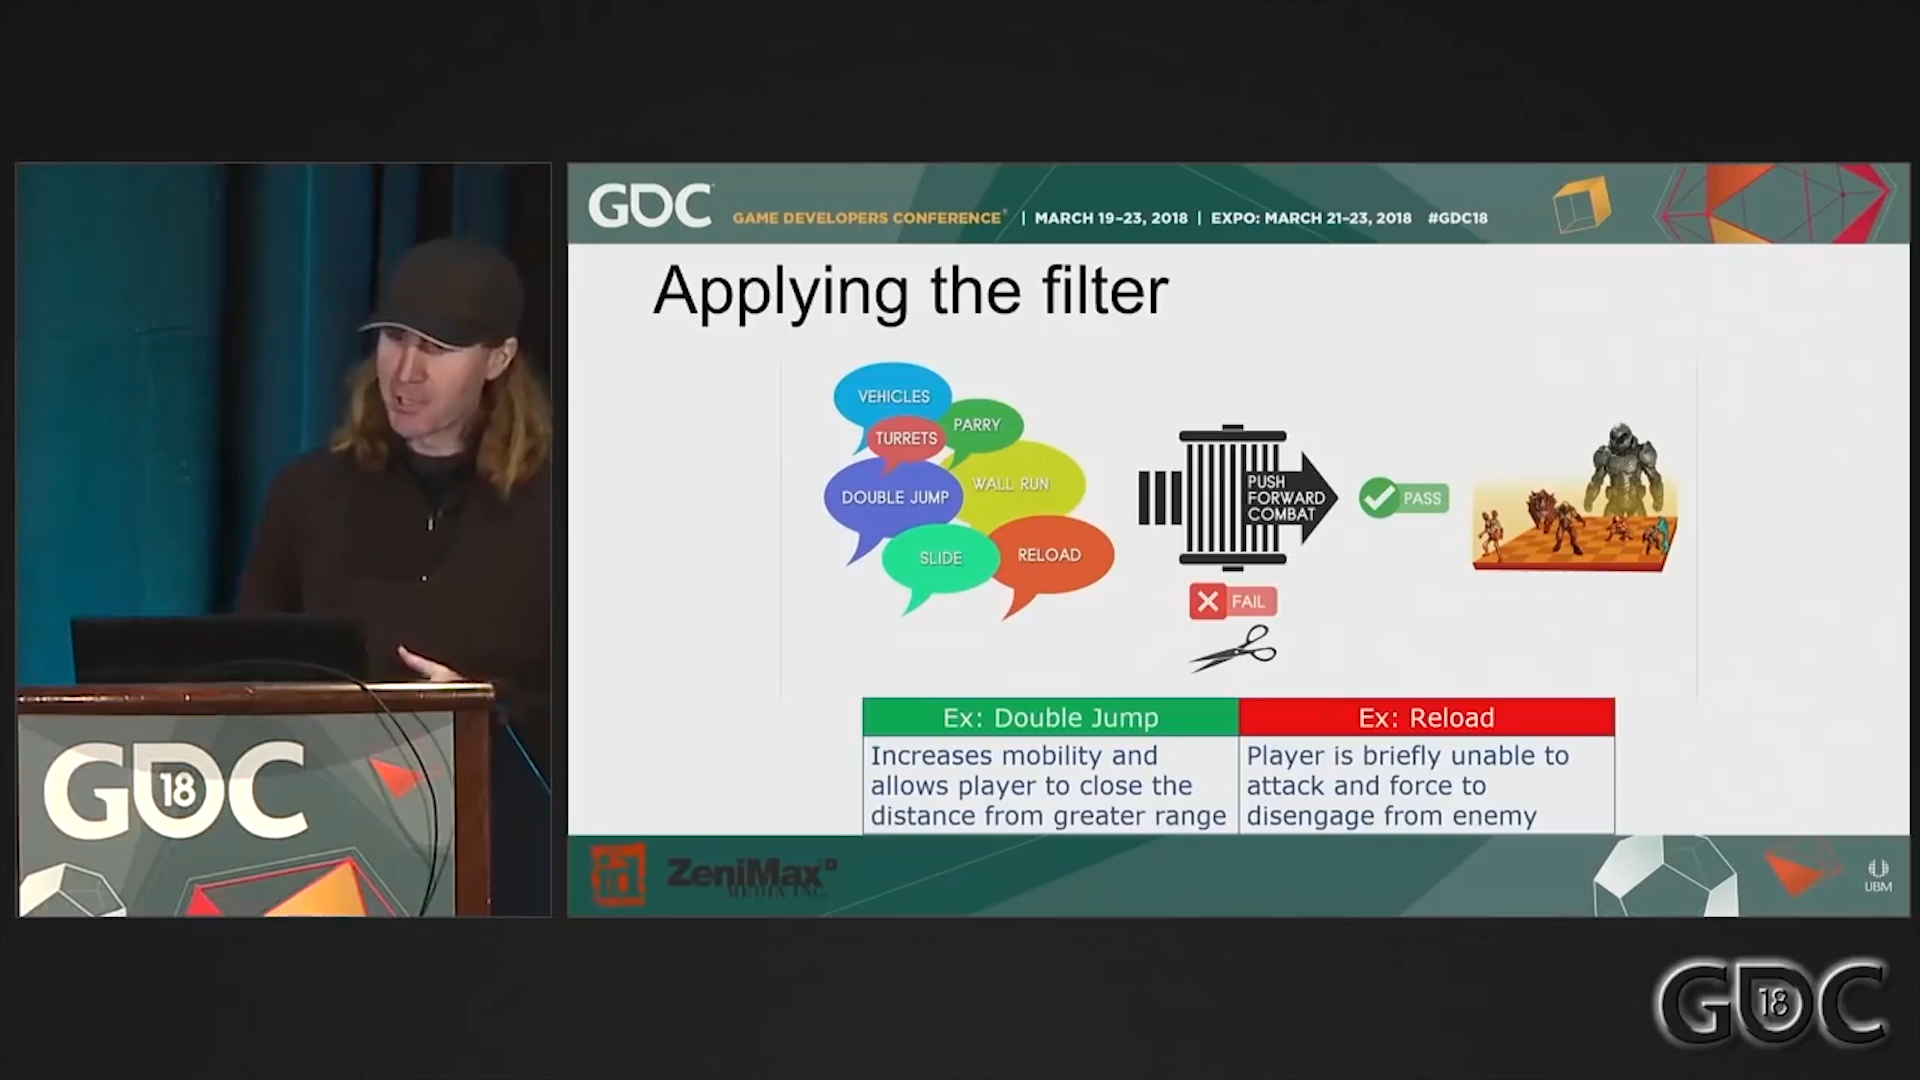 GDC
GAME DEVELOPERS CONFERENCE | MARCH 19-23, 2018 | EXPO: MARCH 21-23, 2018 #GDC18
Applying the filter
VEHICLES
PARRY
TURRETS
WALL RUN
DOUBLE JUMP
SLIDE
RELOAD
PUSH
FORWARD
COMBAT
PASS
FAIL
Ex: Double Jump
Increases mobility and
allows player to close the
distance from greater range
Ex: Reload
Player is briefly unable to
attack and force to
disengage from enemy
id
ZeniMax
MEDIA INC.
UBM
GDC
18
GDC
18